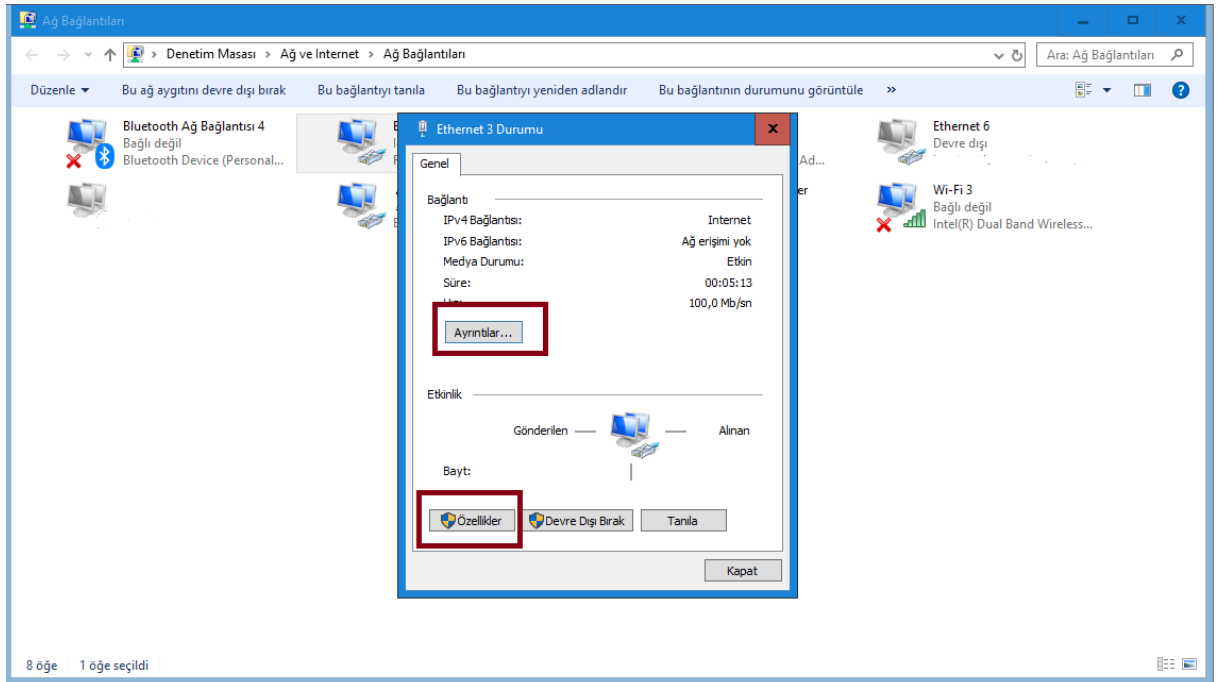 Ağ Bağlantıları
Denetim Masası > Ağ ve Internet > Ağ Bağlantıları
Ara: Ağ Bağlantıları
Düzenle
Bu ağ aygıtını devre dışı bırak
Bu bağlantıyı tanıla
Bu bağlantıyı yeniden adlandır
Bu bağlantının durumunu görüntüle
»
Bluetooth Ağ Bağlantısı 4
Bağlı değil
Bluetooth Device (Personal...
Ad...
Ethernet 6
Devre dışı
Wi-Fi 3
Bağlı değil
Intel(R) Dual Band Wireless...
Ethernet 3 Durumu
Genel
Bağlantı
IPv4 Bağlantısı: Internet
IPv6 Bağlantısı: Ağ erişimi yok
Medya Durumu: Etkin
Süre: 00:05:13
100,0 Mb/sn
Ayrıntılar...
Etkinlik
Gönderilen — — Alınan
Bayt:
Özellikler
Devre Dışı Bırak
Tanıla
Kapat
8 öğe
1 öğe seçildi